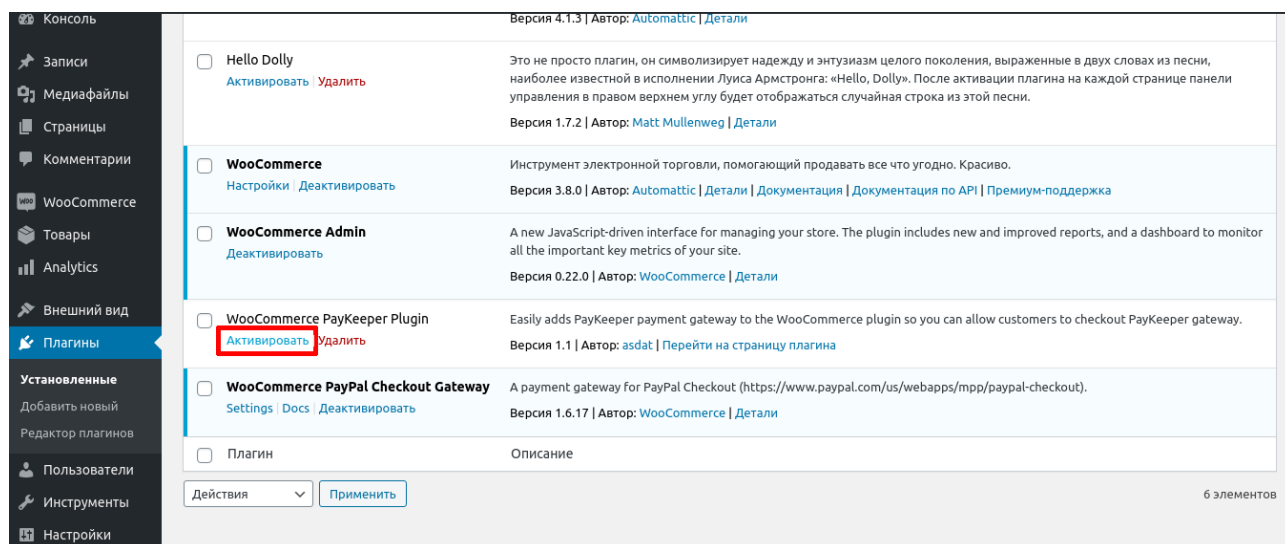 Консоль
Записи
Медиафайлы
Страницы
Комментарии
WooCommerce
Товары
Analytics
Внешний вид
Плагины
Установленные
Добавить новый
Редактор плагинов
Пользователи
Инструменты
Настройки
Версия 4.1.3 | Автор: Automattic | Детали
Hello Dolly
Активировать | Удалить
Это не просто плагин, он символизирует надежду и энтузиазм целого поколения, выраженные в двух словах из песни,
наиболее известной в исполнении Луиса Армстронга: «Hello, Dolly». После активации плагина на каждой странице панели
управления в правом верхнем углу будет отображаться случайная строка из этой песни.
Версия 1.7.2 | Автор: Matt Mullenweg | Детали
WooCommerce
Настройки | Деактивировать
Инструмент электронной торговли, помогающий продавать все что угодно. Красиво.
Версия 3.8.0 | Автор: Automattic | Детали | Документация | Документация по API | Премиум-поддержка
WooCommerce Admin
Деактивировать
A new JavaScript-driven interface for managing your store. The plugin includes new and improved reports, and a dashboard to monitor
all the important key metrics of your site.
Версия 0.22.0 | Автор: WooCommerce | Детали
WooCommerce PayKeeper Plugin
Активировать | Удалить
Easily adds PayKeeper payment gateway to the WooCommerce plugin so you can allow customers to checkout PayKeeper gateway.
Версия 1.1 | Автор: asdat | Перейти на страницу плагина
WooCommerce PayPal Checkout Gateway
Settings | Docs | Деактивировать
A payment gateway for PayPal Checkout (https://www.paypal.com/us/webapps/mpp/paypal-checkout).
Версия 1.6.17 | Автор: WooCommerce | Детали
Плагин
Описание
Действия
Применить
6 элементов